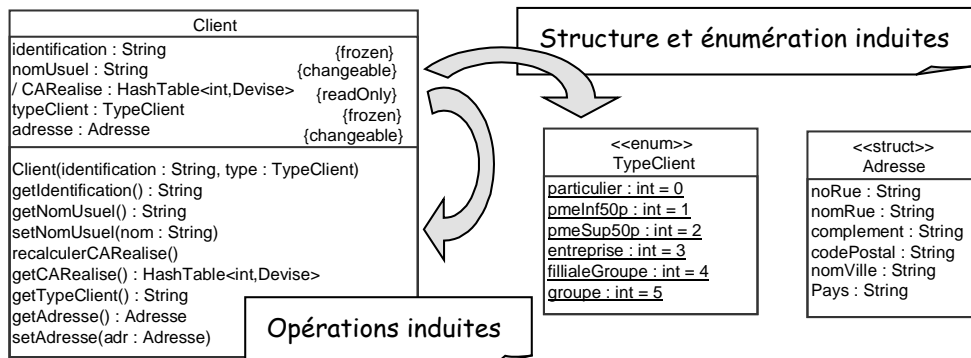 Client
identification : String {frozen}
nomUsuel : String {changeable}
/ CARealise : HashTable<int,Devise> {readOnly}
typeClient : TypeClient {frozen}
adresse : Adresse {changeable}
Client(identification : String, type : TypeClient)
getIdentification() : String
getNomUsuel() : String
setNomUsuel(nom : String)
recalculerCARealise()
getCARealise() : HashTable<int,Devise>
getTypeClient() : String
getAdresse() : Adresse
setAdresse(adr : Adresse)
Opérations induites
Structure et énumération induites
<<enum>>
TypeClient
particulier : int = 0
pmeInf50p : int = 1
pmeSup50p : int = 2
entreprise : int = 3
fillialeGroupe : int = 4
groupe : int = 5
<<struct>>
Adresse
noRue : String
nomRue : String
complement : String
codePostal : String
nomVille : String
Pays : String